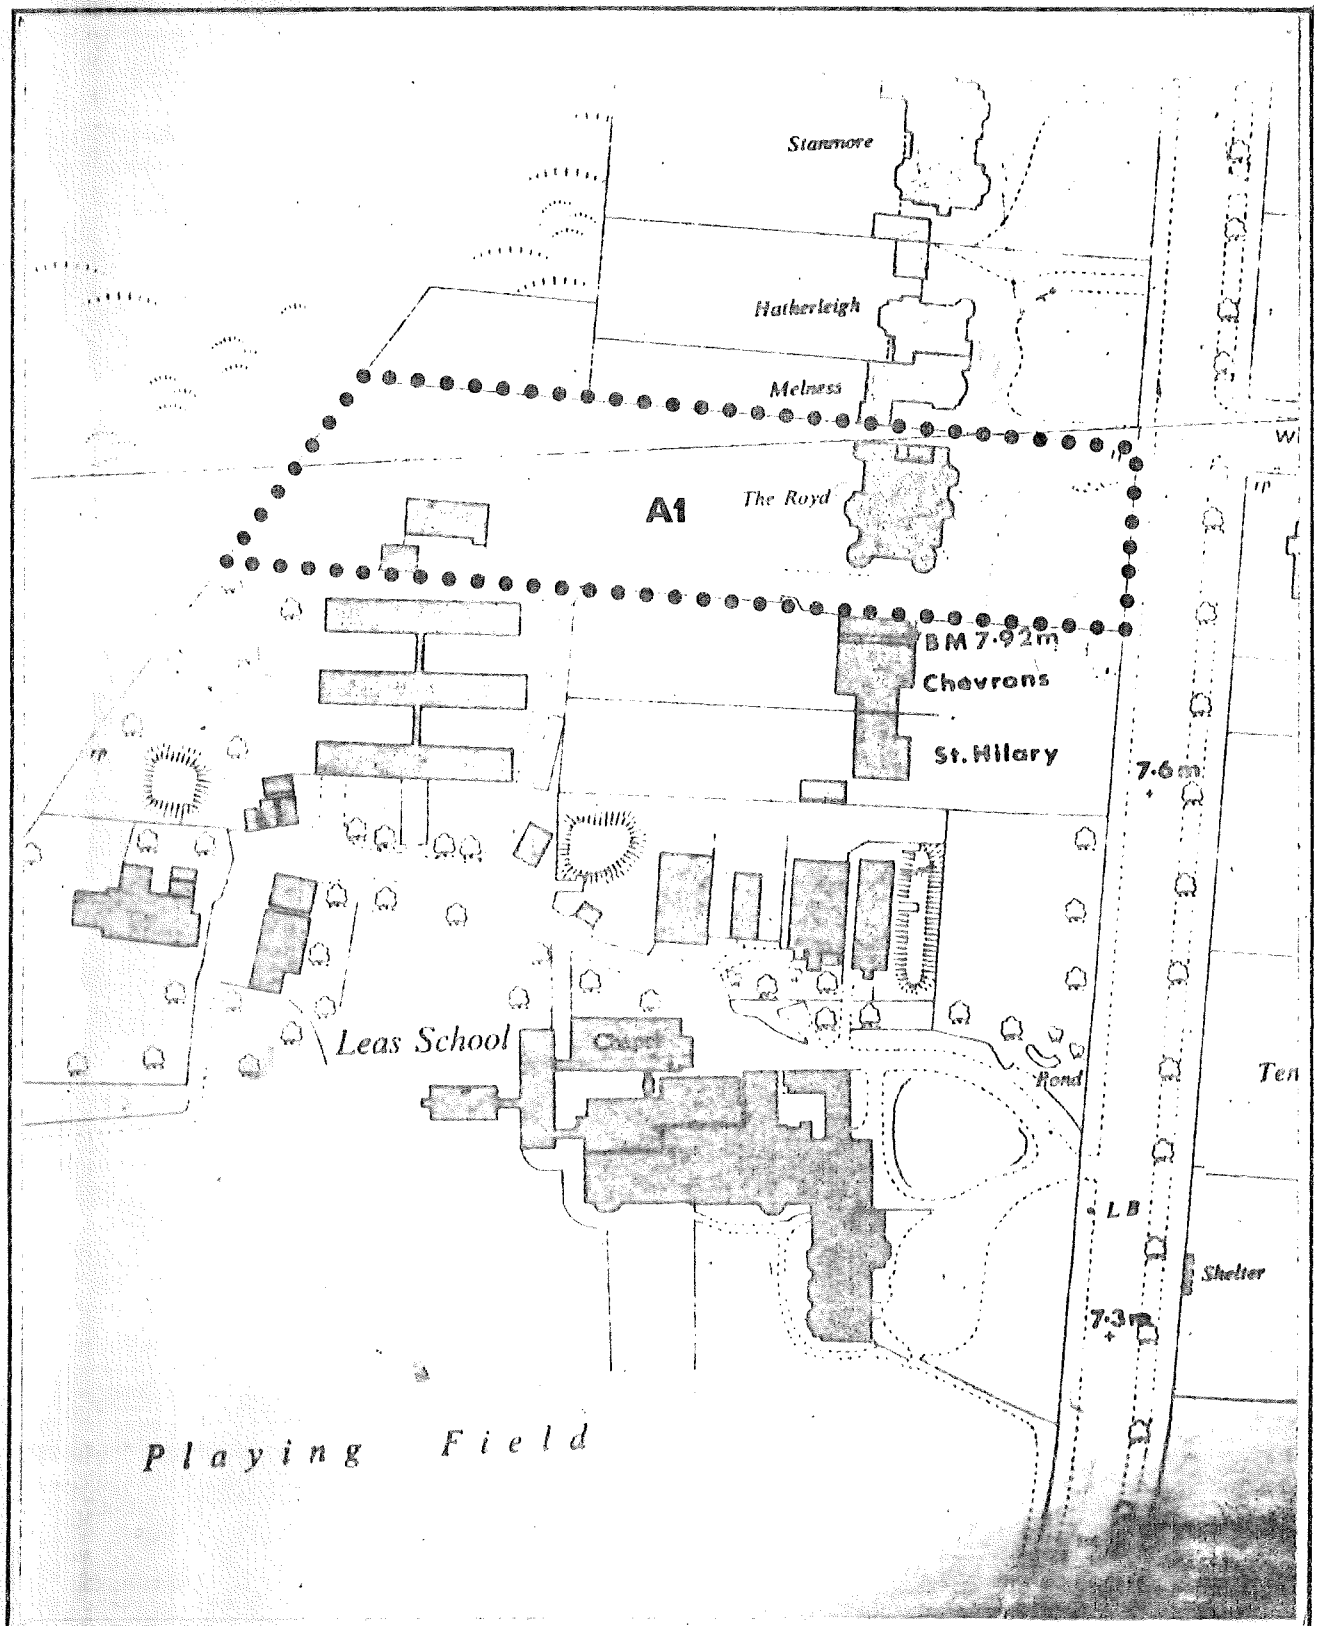 Stanmore
Hatherleigh
Melness
The Royd
A1
BM 7·92m
Chevrons
St. Hilary
7·6m
Leas School
Chapel
Pond
Ten
L B
Shelter
7·3m
Playing Field